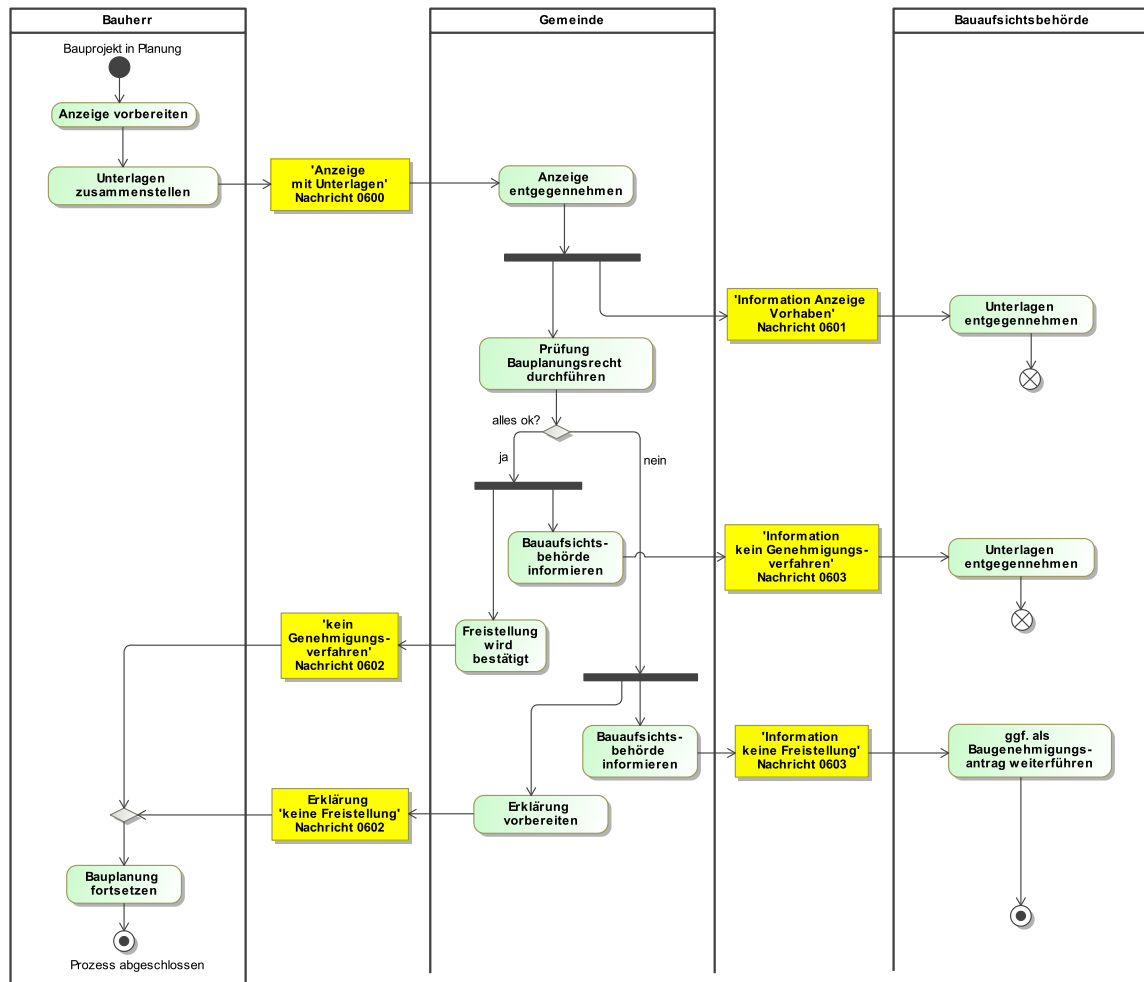 Bauherr
Gemeinde
Bauaufsichtsbehörde
Bauprojekt in Planung
Anzeige vorbereiten
Unterlagen
zusammenstellen
'Anzeige
mit Unterlagen'
Nachricht 0600
Anzeige
entgegennehmen
'Information Anzeige
Vorhaben'
Nachricht 0601
Unterlagen
entgegennehmen
Prüfung
Bauplanungsrecht
durchführen
alles ok?
ja
nein
Bauaufsichts-
behörde
informieren
'Information
kein Genehmigungs-
verfahren'
Nachricht 0603
Unterlagen
entgegennehmen
'kein
Genehmigungs-
verfahren'
Nachricht 0602
Freistellung
wird
bestätigt
Bauaufsichts-
behörde
informieren
'Information
keine Freistellung'
Nachricht 0603
ggf. als
Baugenehmigungs-
antrag weiterführen
Erklärung
'keine Freistellung'
Nachricht 0602
Erklärung
vorbereiten
Bauplanung
fortsetzen
Prozess abgeschlossen